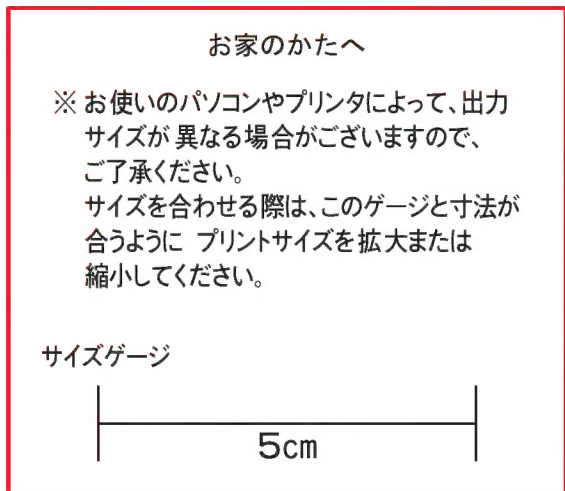 お家のかたへ
※ お使いのパソコンやプリンタによって、出力
サイズが 異なる場合がございますので、
ご了承ください。
サイズを合わせる際は、このゲージと寸法が
合うように プリントサイズを拡大または
縮小してください。
サイズゲージ
5cm